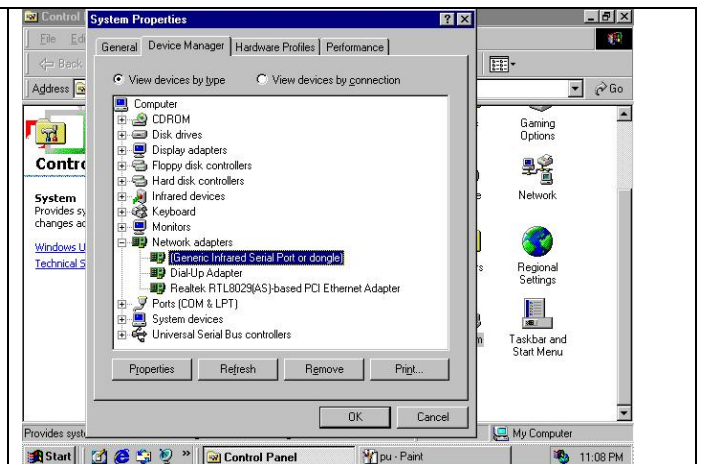 Control
System Properties
File Edi
General Device Manager Hardware Profiles Performance
Back
View devices by type View devices by connection
Address
Go
Computer
CDROM
Disk drives
Display adapters
Floppy disk controllers
Hard disk controllers
Infrared devices
Keyboard
Monitors
Network adapters
(Generic Infrared Serial Port or dongle)
Dial-Up Adapter
Realtek RTL8029(AS)-based PCI Ethernet Adapter
Ports (COM & LPT)
System devices
Universal Serial Bus controllers
Contro
System
Provides sy
changes ac
Windows U
Technical S
Gaming
Options
Network
Regional
Settings
Taskbar and
Start Menu
Properties Refresh Remove Print...
OK Cancel
Provides syst
My Computer
Start » Control Panel pu - Paint 11:08 PM